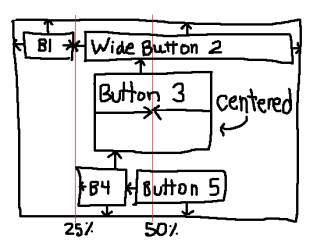 B1 Wide Button 2
Button 3
centered
B4 Button 5
25% 50%